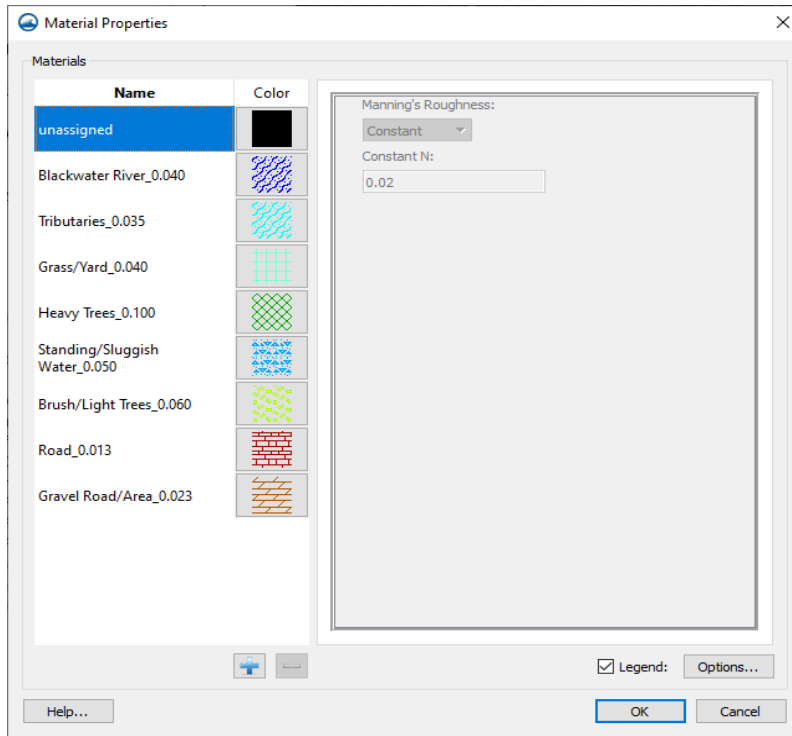 Material Properties
Materials
Name
Color
unassigned
Blackwater River_0.040
Tributaries_0.035
Grass/Yard_0.040
Heavy Trees_0.100
Standing/Sluggish
Water_0.050
Brush/Light Trees_0.060
Road_0.013
Gravel Road/Area_0.023
Manning's Roughness:
Constant
Constant N:
0.02
Legend:
Options...
Help...
OK
Cancel